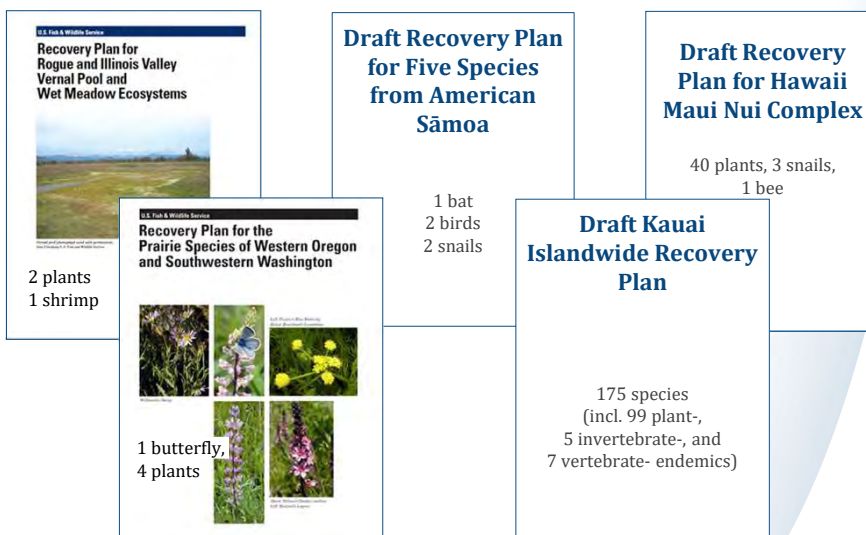 U.S. Fish & Wildlife Service
Recovery Plan for
Rogue and Illinois Valley
Vernal Pool and
Wet Meadow Ecosystems
2 plants
1 shrimp
U.S. Fish & Wildlife Service
Recovery Plan for the
Prairie Species of Western Oregon
and Southwestern Washington
1 butterfly,
4 plants
Draft Recovery Plan
for Five Species
from American
Sāmoa
1 bat
2 birds
2 snails
Draft Kauai
Islandwide Recovery
Plan
175 species
(incl. 99 plant-,
5 invertebrate-, and
7 vertebrate- endemics)
Draft Recovery
Plan for Hawaii
Maui Nui Complex
40 plants, 3 snails,
1 bee